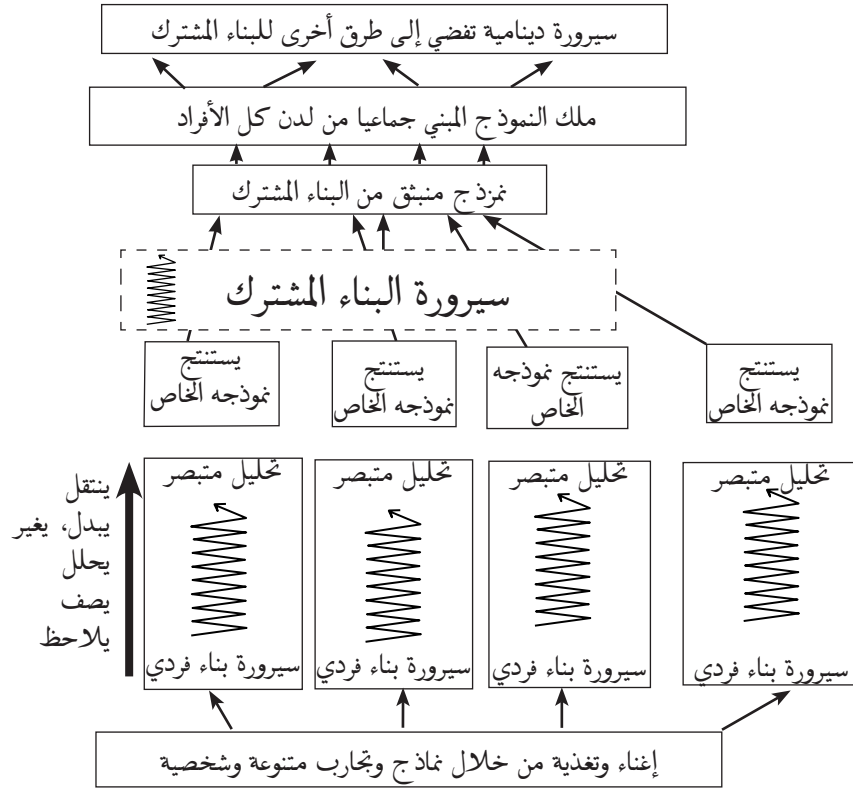 سيرورة دينامية تفضي إلى طرق أخرى للبناء المشترك
ملك النموذج المبني جماعيا من لدن كل الأفراد
نمزذج منبثق من البناء المشترك
سيرورة البناء المشترك
يستنتج
نموذجه الخاص
يستنتج نموذجه
الخاص
يستنتج
نموذجه الخاص
يستنتج
نموذجه الخاص
تحليل متبصر
تحليل متبصر
تحليل متبصر
تحليل متبصر
ينتقل
يبدل، يغير
يحلل
يصف
يلاحظ
سيرورة بناء فردي
سيرورة بناء فردي
سيرورة بناء فردي
سيرورة بناء فردي
إغناء وتغذية من خلال نماذج وتجارب متنوعة وشخصية